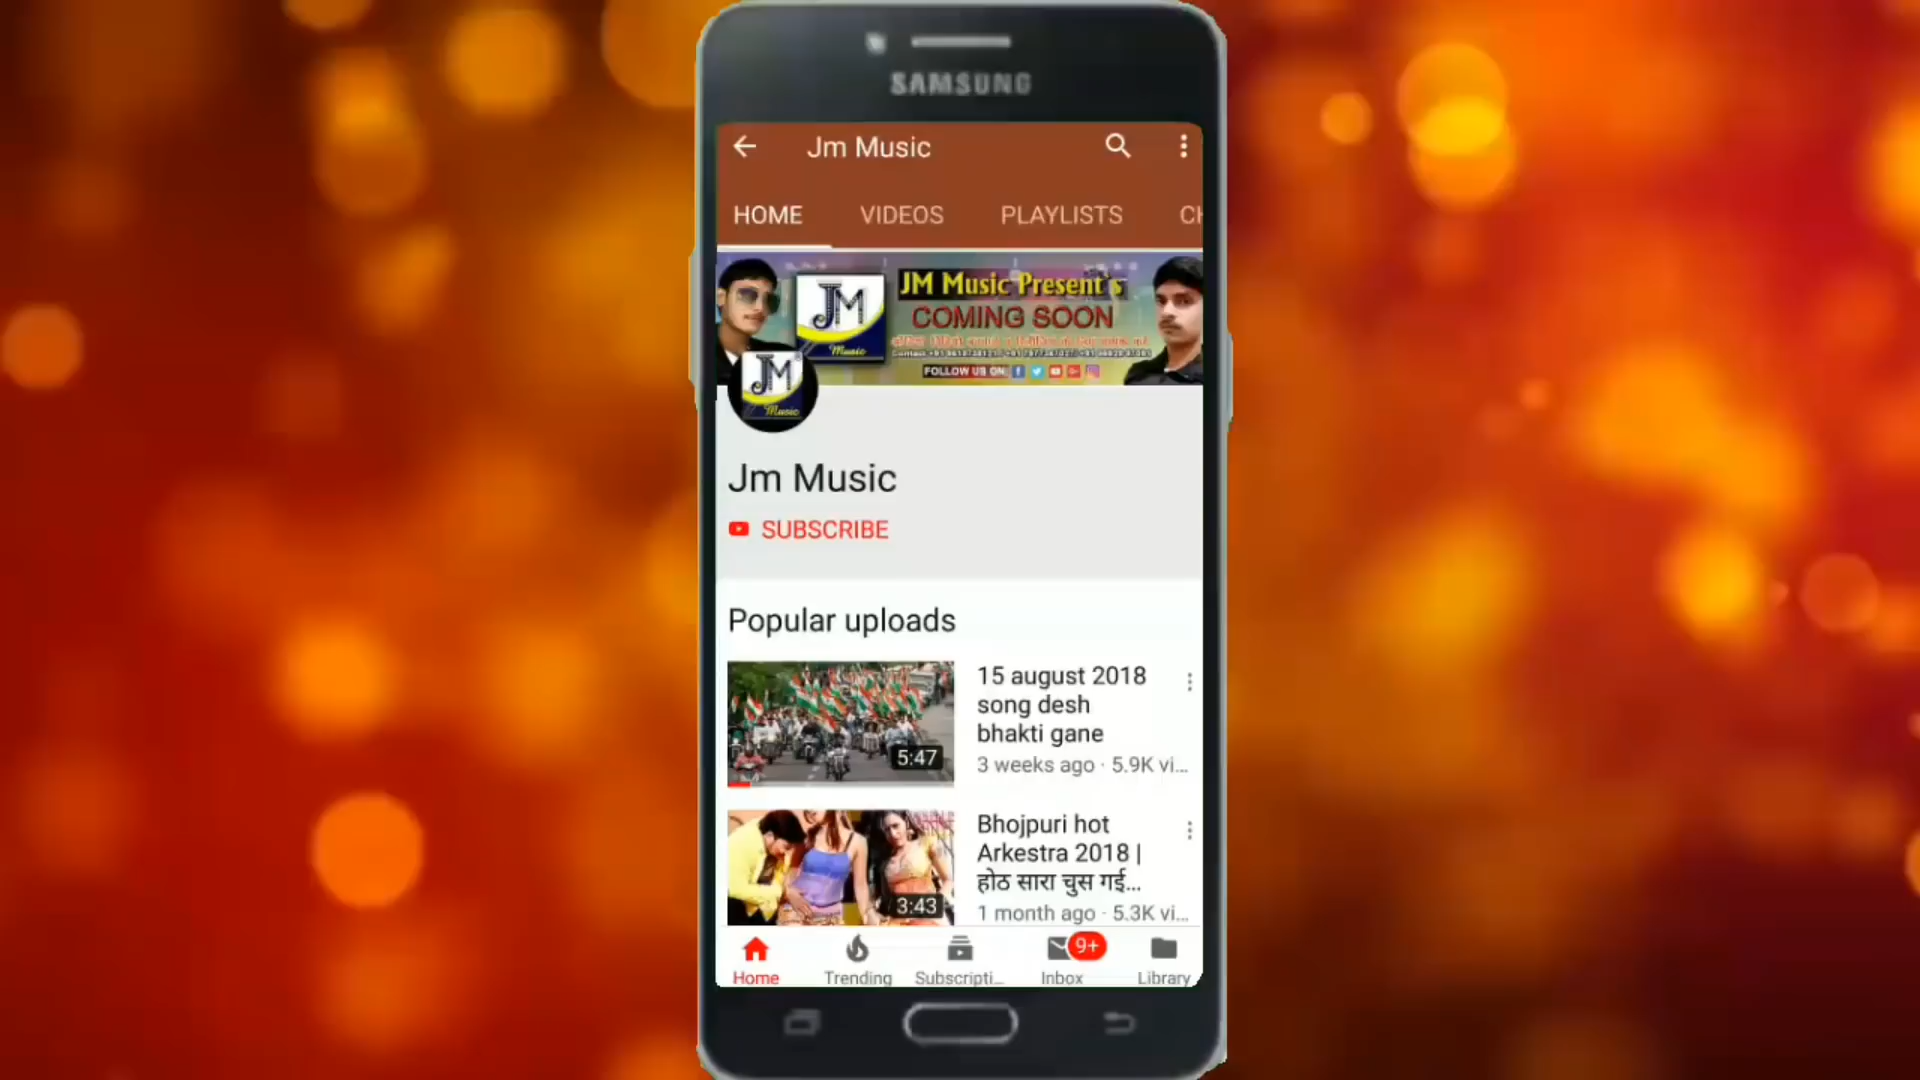 SAMSUNG
Jm Music
HOME VIDEOS PLAYLISTS
JM Music Present's
JM
COMING SOON
Music
FOLLOW US ON:
JM
Music
Jm Music
SUBSCRIBE
Popular uploads
15 august 2018
song desh
bhakti gane
5:47
3 weeks ago · 5.9K vi...
Bhojpuri hot
Arkestra 2018 |
होठ सारा चुस गई...
3:43
1 month ago · 5.3K vi...
9+
Home Trending Subscripti... Inbox Library